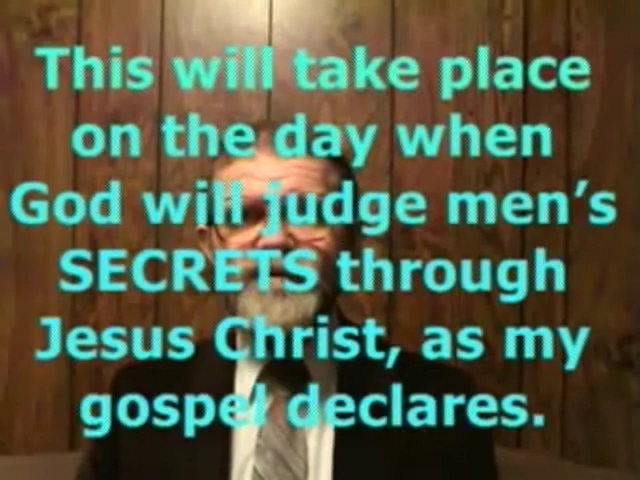 This will take place
on the day when
God will judge men's
SECRETS through
Jesus Christ, as my
gospel declares.